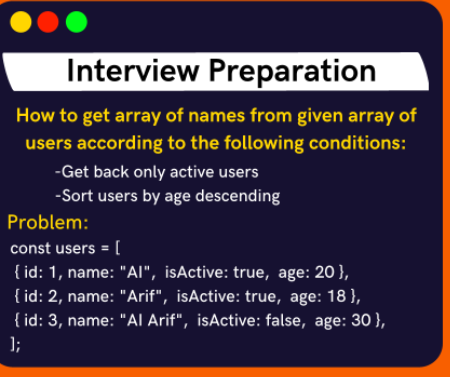 Interview Preparation
How to get array of names from given array of
users according to the following conditions:
-Get back only active users
-Sort users by age descending
Problem:
const users = [
{ id: 1, name: "AI", isActive: true, age: 20 },
{ id: 2, name: "Arif", isActive: true, age: 18 },
{ id: 3, name: "AI Arif", isActive: false, age: 30 },
];